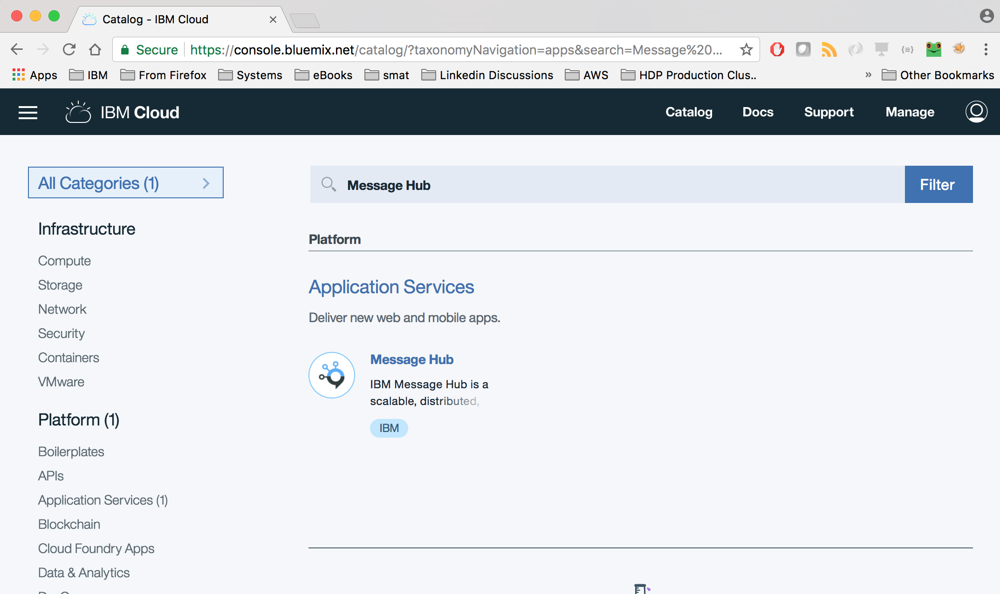 Catalog - IBM Cloud
Secure https://console.bluemix.net/catalog/?taxonomyNavigation=apps&search=Message%20...
Apps IBM From Firefox Systems eBooks smat Linkedin Discussions AWS HDP Production Clus.. » Other Bookmarks
IBM Cloud Catalog Docs Support Manage
All Categories (1)
Infrastructure
Compute
Storage
Network
Security
Containers
VMware
Platform (1)
Boilerplates
APIs
Application Services (1)
Blockchain
Cloud Foundry Apps
Data & Analytics
Message Hub Filter
Platform
Application Services
Deliver new web and mobile apps.
Message Hub
IBM Message Hub is a
scalable, distributed,
IBM